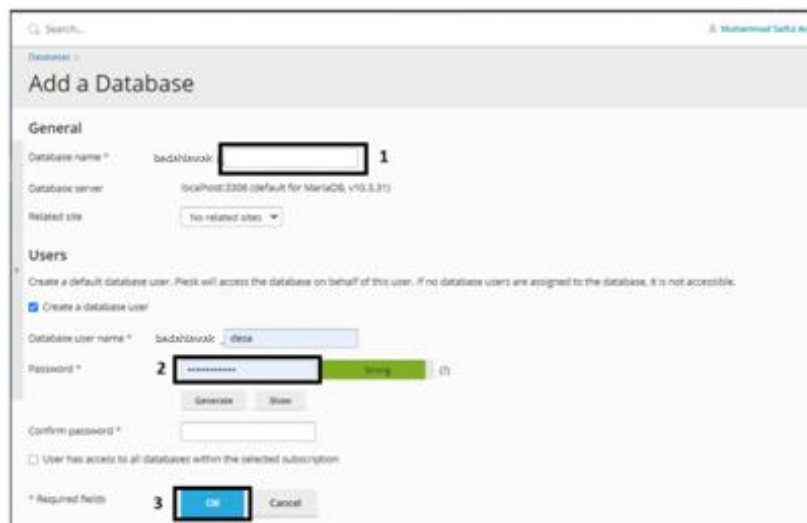 Search...
Databases >
Add a Database
General
Database name *
1
Database server localhost:3306 (default for MariaDB, v10.3.31)
Related site No related sites
Users
Create a default database user. Plesk will access the database on behalf of this user. If no database users are assigned to the database, it is not accessible.
Create a database user
Database user name * _ desa
Password * 2 •••••••••••• Strong (?)
Generate Show
Confirm password *
User has access to all databases within the selected subscription
* Required fields 3 OK Cancel